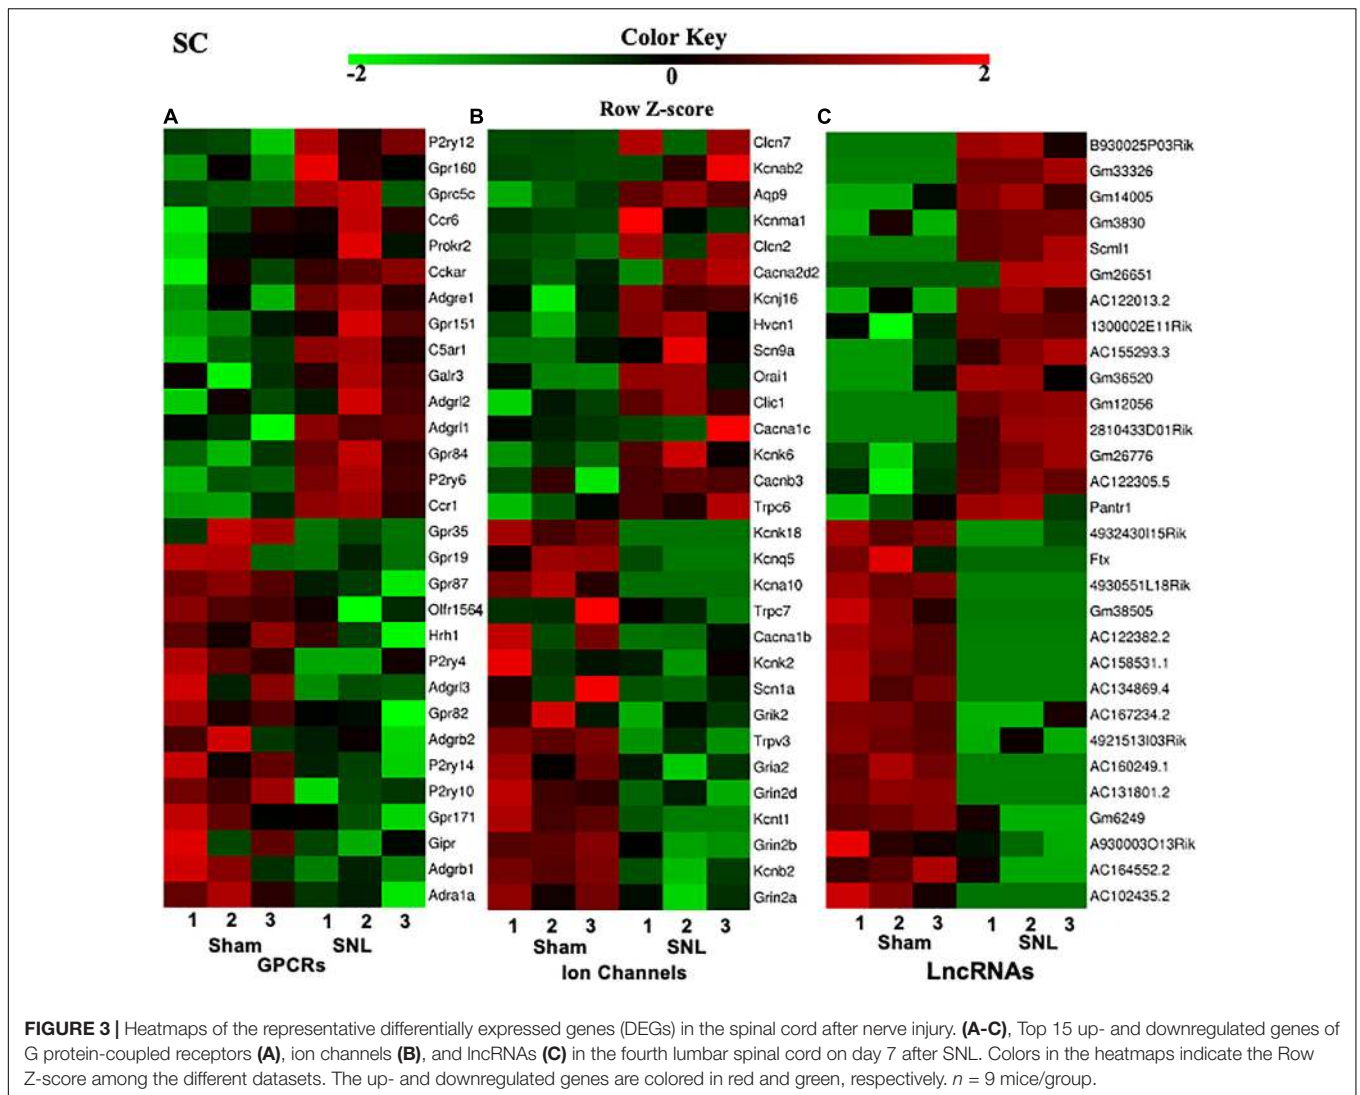 SC
Color Key
-2 0 2
Row Z-score
A
P2ry12
Gpr160
Gprc5c
Ccr6
Prokr2
Cckar
Adgre1
Gpr151
C5ar1
Galr3
Adgrl2
Adgrl1
Gpr84
P2ry6
Ccr1
Gpr35
Gpr19
Gpr87
Olfr1564
Hrh1
P2ry4
Adgrl3
Gpr82
Adgrb2
P2ry14
P2ry10
Gpr171
Gipr
Adgrb1
Adra1a
1 2 3 1 2 3
Sham SNL
GPCRs
B
Clcn7
Kcnab2
Aqp9
Kcnma1
Clcn2
Cacna2d2
Kcnj16
Hvcn1
Scn9a
Orai1
Clic1
Cacna1c
Kcnk6
Cacnb3
Trpc6
Kcnk18
Kcnq5
Kcna10
Trpc7
Cacna1b
Kcnk2
Scn1a
Grik2
Trpv3
Gria2
Grin2d
Kcnt1
Grin2b
Kcnb2
Grin2a
1 2 3 1 2 3
Sham SNL
Ion Channels
C
B930025P03Rik
Gm33326
Gm14005
Gm3830
Scml1
Gm26651
AC122013.2
1300002E11Rik
AC155293.3
Gm36520
Gm12056
2810433D01Rik
Gm26776
AC122305.5
Pantr1
4932430I15Rik
Ftx
4930551L18Rik
Gm38505
AC122382.2
AC158531.1
AC134869.4
AC167234.2
4921513I03Rik
AC160249.1
AC131801.2
Gm6249
A930003O13Rik
AC164552.2
AC102435.2
1 2 3 1 2 3
Sham SNL
LncRNAs
FIGURE 3 | Heatmaps of the representative differentially expressed genes (DEGs) in the spinal cord after nerve injury. (A-C), Top 15 up- and downregulated genes of
G protein-coupled receptors (A), ion channels (B), and lncRNAs (C) in the fourth lumbar spinal cord on day 7 after SNL. Colors in the heatmaps indicate the Row
Z-score among the different datasets. The up- and downregulated genes are colored in red and green, respectively. n = 9 mice/group.